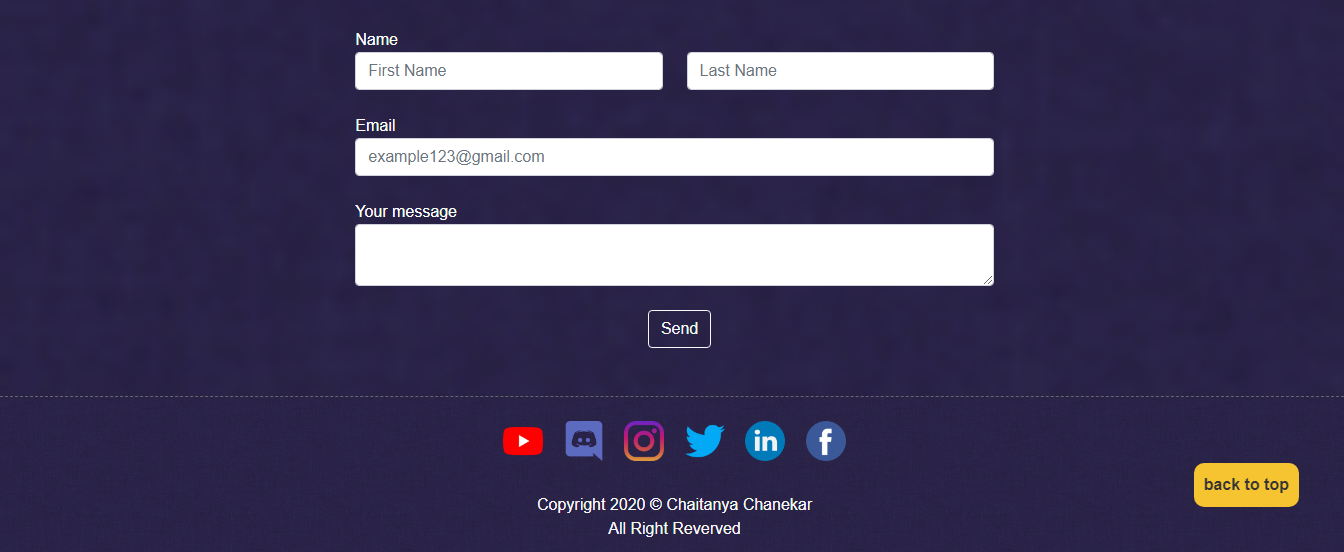 Name
First Name
Last Name
Email
example123@gmail.com
Your message
Send
in
f
back to top
Copyright 2020 © Chaitanya Chanekar
All Right Reverved